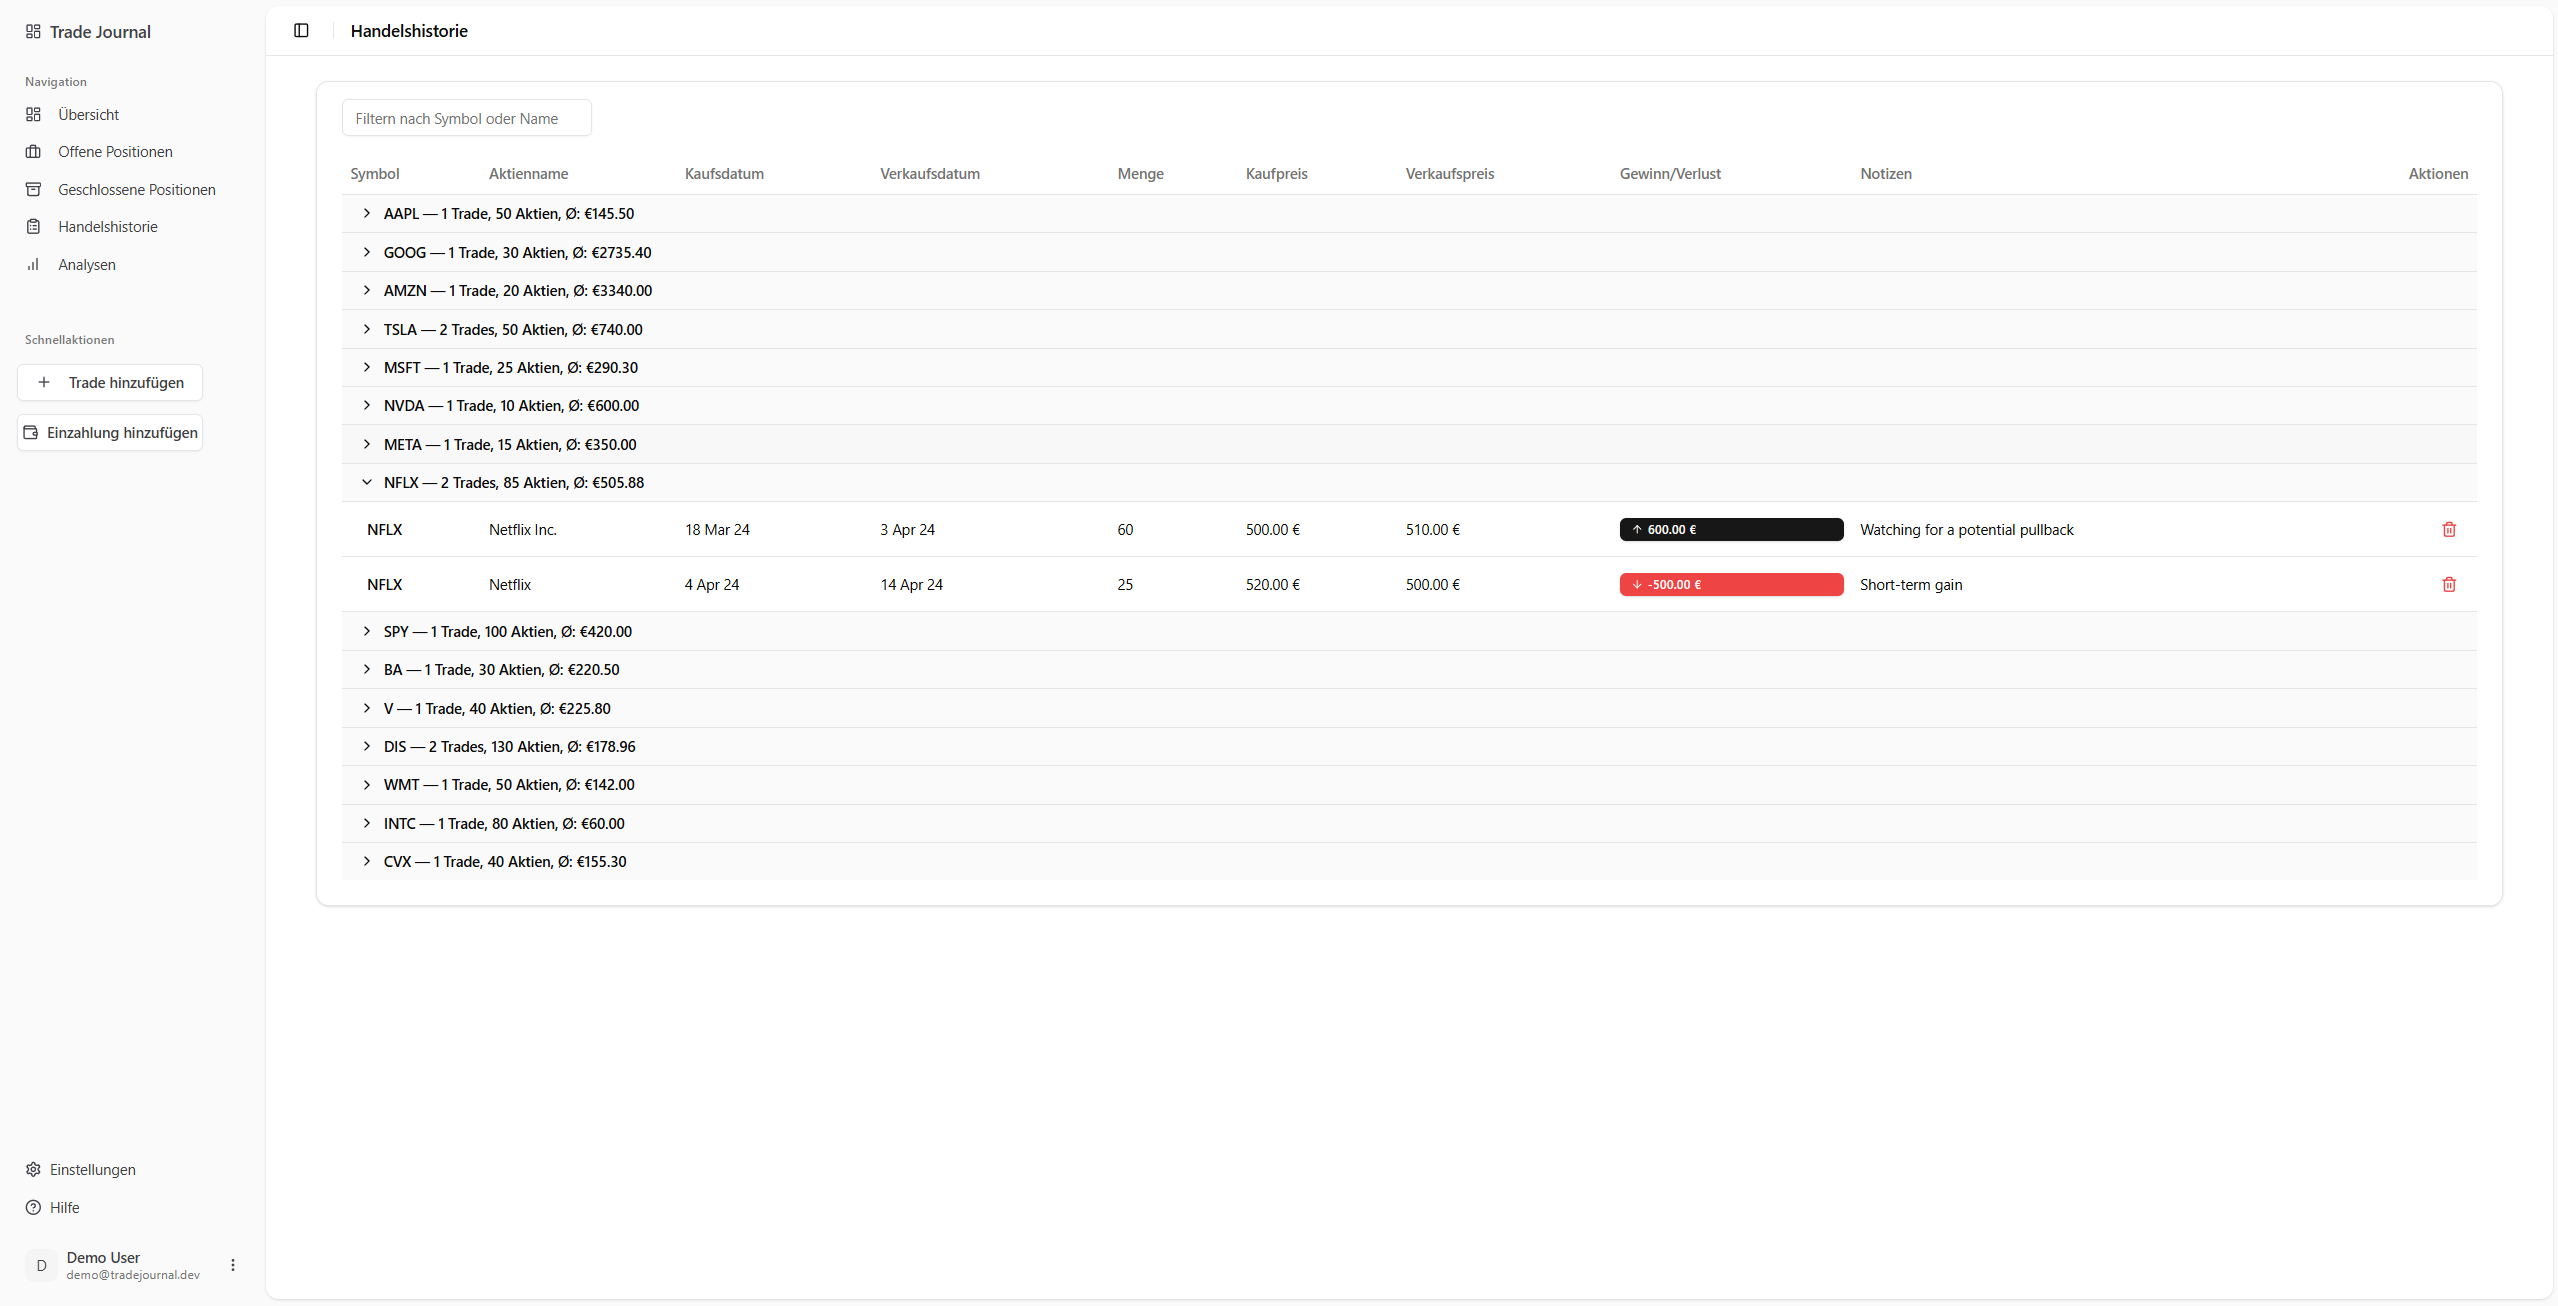 Trade Journal
Navigation
Übersicht
Offene Positionen
Geschlossene Positionen
Handelshistorie
Analysen
Schnellaktionen
Trade hinzufügen
Einzahlung hinzufügen
Einstellungen
Hilfe
D
Demo User
demo@tradejournal.dev
Handelshistorie
Filtern nach Symbol oder Name
Symbol Aktienname Kaufsdatum Verkaufsdatum Menge Kaufpreis Verkaufspreis Gewinn/Verlust Notizen Aktionen
AAPL — 1 Trade, 50 Aktien, Ø: €145.50
GOOG — 1 Trade, 30 Aktien, Ø: €2735.40
AMZN — 1 Trade, 20 Aktien, Ø: €3340.00
TSLA — 2 Trades, 50 Aktien, Ø: €740.00
MSFT — 1 Trade, 25 Aktien, Ø: €290.30
NVDA — 1 Trade, 10 Aktien, Ø: €600.00
META — 1 Trade, 15 Aktien, Ø: €350.00
NFLX — 2 Trades, 85 Aktien, Ø: €505.88
NFLX Netflix Inc. 18 Mar 24 3 Apr 24 60 500.00 € 510.00 € ↑ 600.00 € Watching for a potential pullback
NFLX Netflix 4 Apr 24 14 Apr 24 25 520.00 € 500.00 € ↓ -500.00 € Short-term gain
SPY — 1 Trade, 100 Aktien, Ø: €420.00
BA — 1 Trade, 30 Aktien, Ø: €220.50
V — 1 Trade, 40 Aktien, Ø: €225.80
DIS — 2 Trades, 130 Aktien, Ø: €178.96
WMT — 1 Trade, 50 Aktien, Ø: €142.00
INTC — 1 Trade, 80 Aktien, Ø: €60.00
CVX — 1 Trade, 40 Aktien, Ø: €155.30